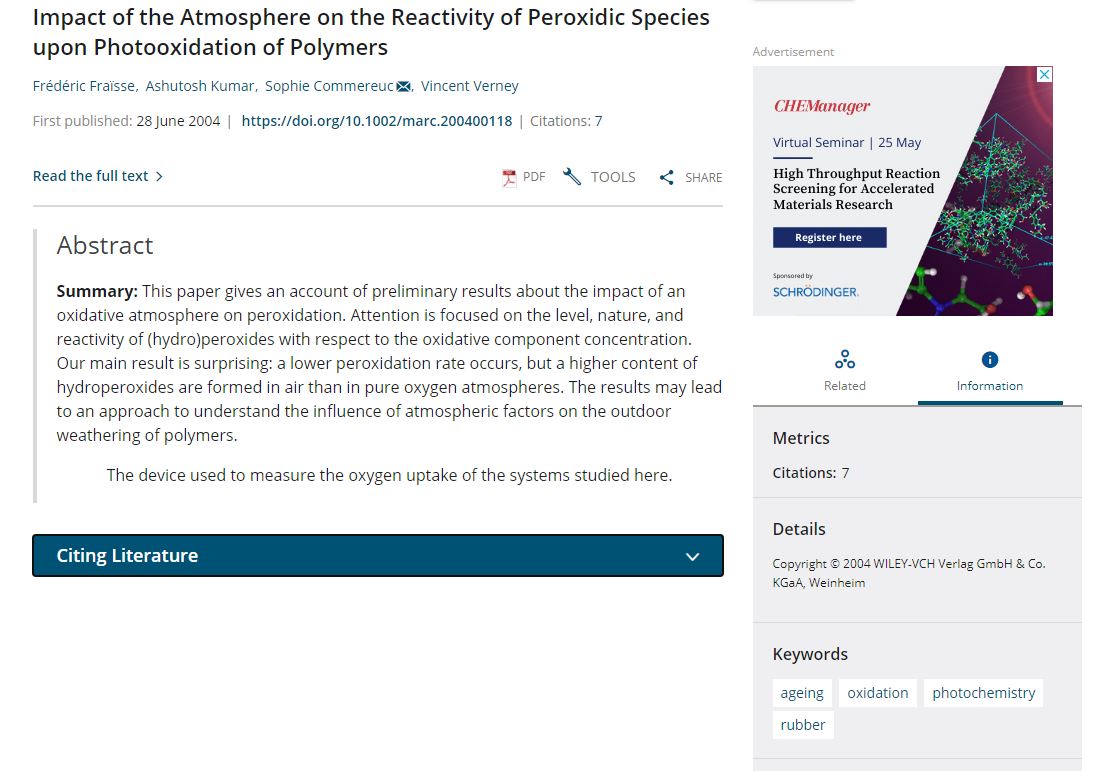 Impact of the Atmosphere on the Reactivity of Peroxidic Species
upon Photooxidation of Polymers
Frédéric Fraïsse, Ashutosh Kumar, Sophie Commereuc, Vincent Verney
First published: 28 June 2004 | https://doi.org/10.1002/marc.200400118 | Citations: 7
Read the full text
PDF TOOLS SHARE
Abstract
Summary: This paper gives an account of preliminary results about the impact of an
oxidative atmosphere on peroxidation. Attention is focused on the level, nature, and
reactivity of (hydro)peroxides with respect to the oxidative component concentration.
Our main result is surprising: a lower peroxidation rate occurs, but a higher content of
hydroperoxides are formed in air than in pure oxygen atmospheres. The results may lead
to an approach to understand the influence of atmospheric factors on the outdoor
weathering of polymers.
The device used to measure the oxygen uptake of the systems studied here.
Citing Literature
Advertisement
CHEManager
Virtual Seminar | 25 May
High Throughput Reaction
Screening for Accelerated
Materials Research
Register here
Sponsored by
SCHRÖDINGER.
Related
Information
Metrics
Citations: 7
Details
Copyright © 2004 WILEY-VCH Verlag GmbH & Co.
KGaA, Weinheim
Keywords
ageing oxidation photochemistry
rubber